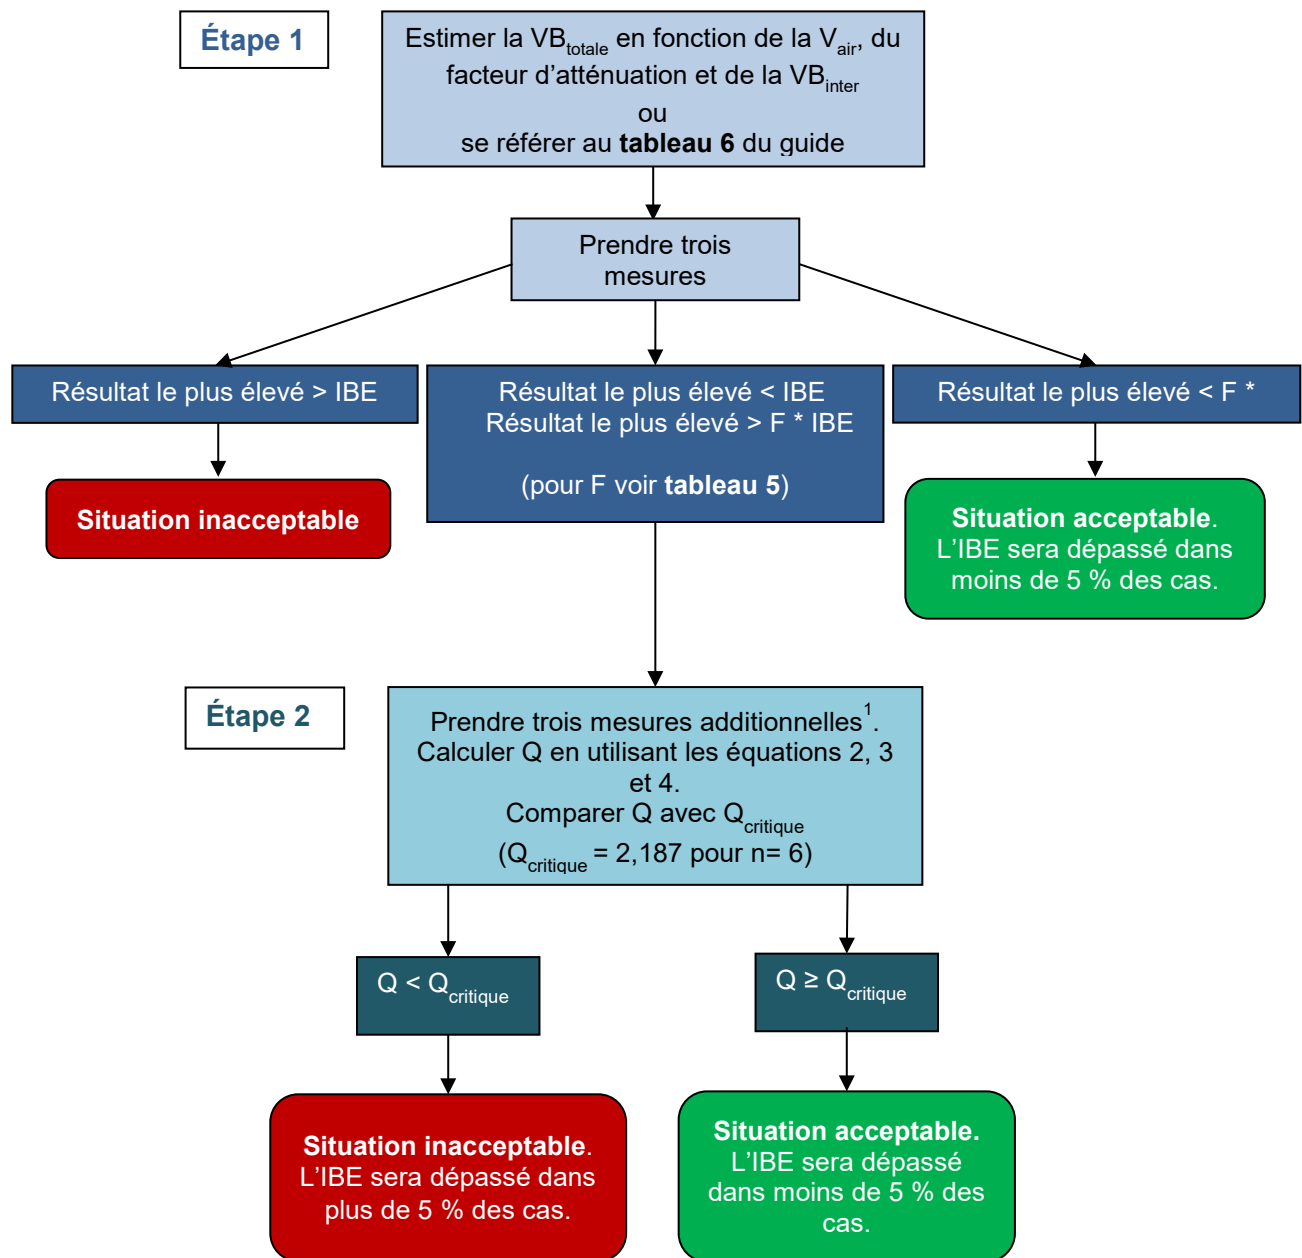 Étape 1
Estimer la VBtotale en fonction de la Vair, du
facteur d'atténuation et de la VBinter
ou
se référer au tableau 6 du guide
Prendre trois
mesures
Résultat le plus élevé > IBE
Résultat le plus élevé < IBE
Résultat le plus élevé > F * IBE
(pour F voir tableau 5)
Résultat le plus élevé < F *
Situation inacceptable
Situation acceptable.
L'IBE sera dépassé dans
moins de 5 % des cas.
Étape 2
Prendre trois mesures additionnelles1.
Calculer Q en utilisant les équations 2, 3
et 4.
Comparer Q avec Qcritique
(Qcritique = 2,187 pour n= 6)
Q < Qcritique
Q ≥ Qcritique
Situation inacceptable.
L'IBE sera dépassé dans
plus de 5 % des cas.
Situation acceptable.
L'IBE sera dépassé
dans moins de 5 % des
cas.